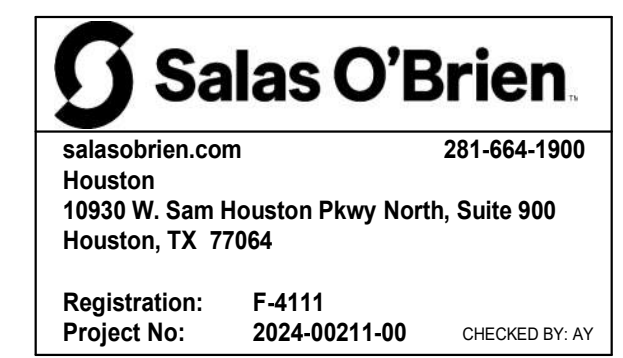 Salas O'Brien™
salasobrien.com 281-664-1900
Houston
10930 W. Sam Houston Pkwy North, Suite 900
Houston, TX 77064
Registration: F-4111
Project No: 2024-00211-00 CHECKED BY: AY